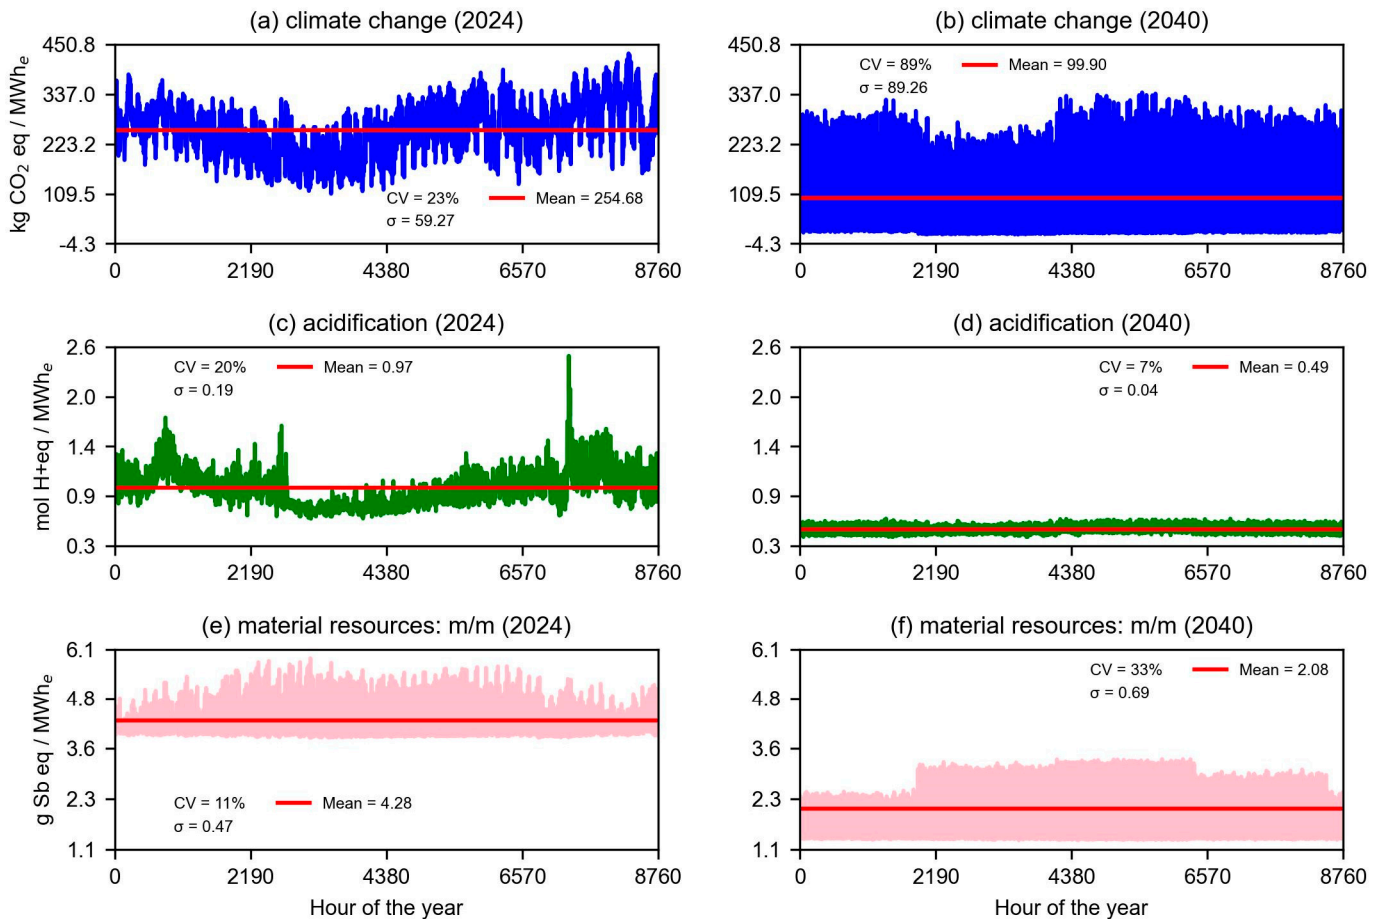 (a) climate change (2024)
450.8
337.0
223.2
109.5
-4.3
kg CO2 eq / MWhe
CV = 23%
σ = 59.27
Mean = 254.68
0 2190 4380 6570 8760
(b) climate change (2040)
450.8
337.0
223.2
109.5
-4.3
CV = 89%
σ = 89.26
Mean = 99.90
0 2190 4380 6570 8760
(c) acidification (2024)
2.6
2.0
1.4
0.9
0.3
mol H+eq / MWhe
CV = 20%
σ = 0.19
Mean = 0.97
0 2190 4380 6570 8760
(d) acidification (2040)
2.6
2.0
1.4
0.9
0.3
CV = 7%
σ = 0.04
Mean = 0.49
0 2190 4380 6570 8760
(e) material resources: m/m (2024)
6.1
4.8
3.6
2.3
1.1
g Sb eq / MWhe
CV = 11%
σ = 0.47
Mean = 4.28
0 2190 4380 6570 8760
Hour of the year
(f) material resources: m/m (2040)
6.1
4.8
3.6
2.3
1.1
CV = 33%
σ = 0.69
Mean = 2.08
0 2190 4380 6570 8760
Hour of the year